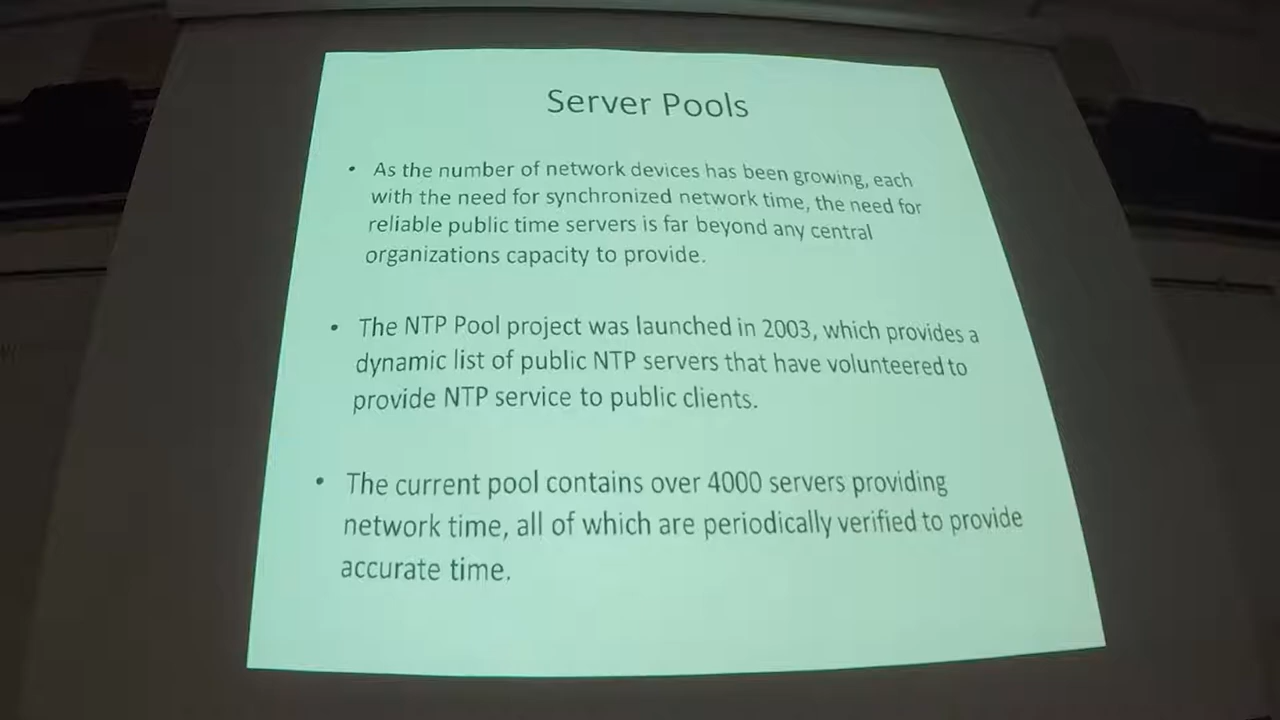 Server Pools
• As the number of network devices has been growing, each
with the need for synchronized network time, the need for
reliable public time servers is far beyond any central
organizations capacity to provide.
• The NTP Pool project was launched in 2003, which provides a
dynamic list of public NTP servers that have volunteered to
provide NTP service to public clients.
• The current pool contains over 4000 servers providing
network time, all of which are periodically verified to provide
accurate time.